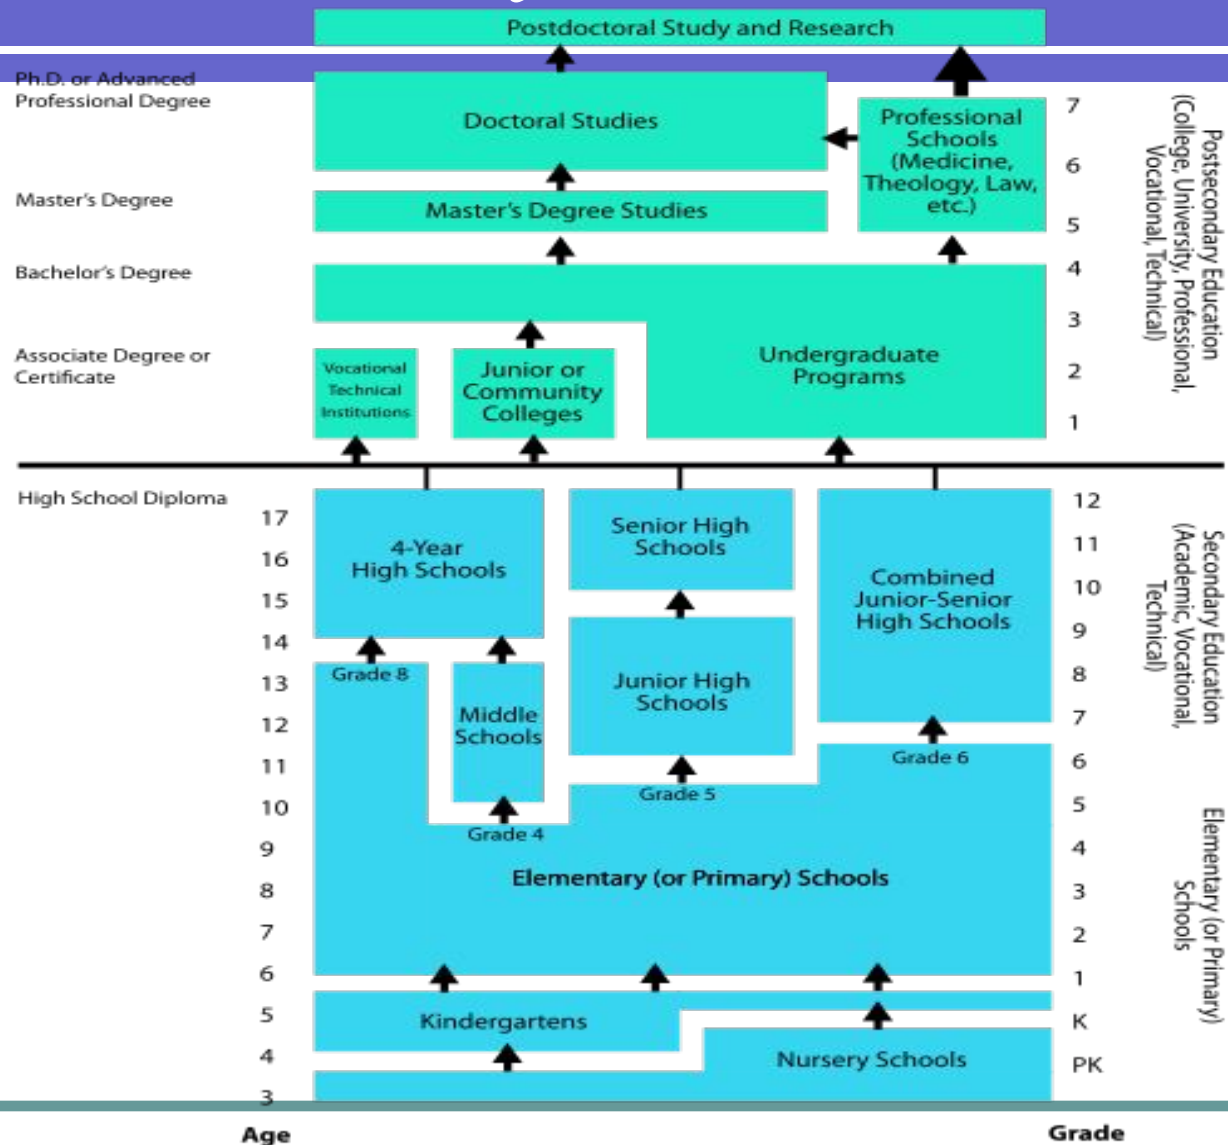 Postdoctoral Study and Research
Ph.D. or Advanced
Professional Degree
Doctoral Studies
Professional
Schools
(Medicine,
Theology, Law,
etc.)
7
6
5
Master's Degree
Master's Degree Studies
Bachelor's Degree
4
3
Associate Degree or
Certificate
Vocational
Technical
Institutions
Junior or
Community
Colleges
Undergraduate
Programs
2
1
Postsecondary Education
(College, University, Professional,
Vocational, Technical)
High School Diploma
17
16
15
14
13
12
11
10
9
8
7
6
5
4
3
4-Year
High Schools
Senior High
Schools
Combined
Junior-Senior
High Schools
Grade 8
Middle
Schools
Junior High
Schools
Grade 6
Grade 5
Grade 4
Elementary (or Primary) Schools
Kindergartens
Nursery Schools
12
11
10
9
8
7
6
5
4
3
2
1
K
PK
Secondary Education
(Academic, Vocational,
Technical)
Elementary (or Primary)
Schools
Age
Grade